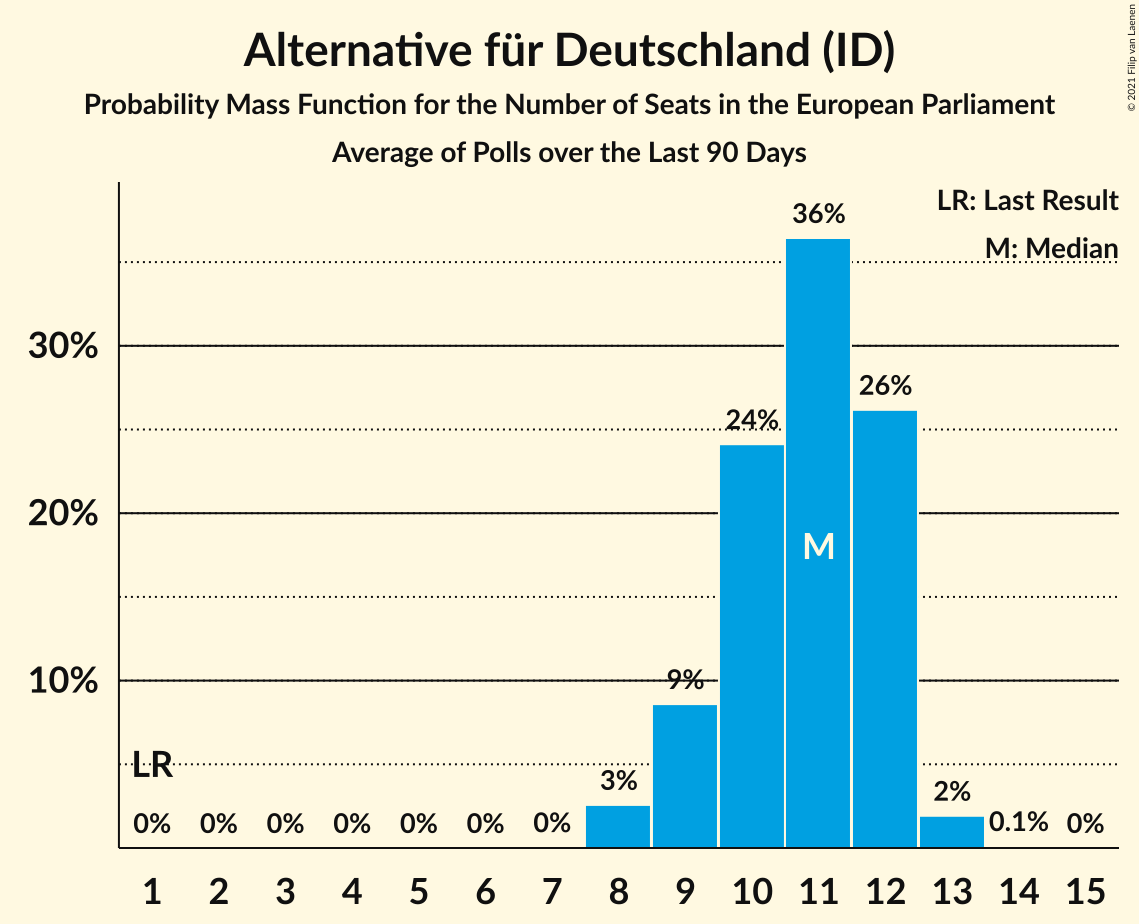 Alternative für Deutschland (ID)
Probability Mass Function for the Number of Seats in the European Parliament
Average of Polls over the Last 90 Days
© 2021 Filip van Laenen
LR: Last Result
M: Median
36%
30%
26%
24%
20%
M
10%
9%
LR
3%
2%
0% 0% 0% 0% 0% 0% 0% 0.1% 0%
1 2 3 4 5 6 7 8 9 10 11 12 13 14 15